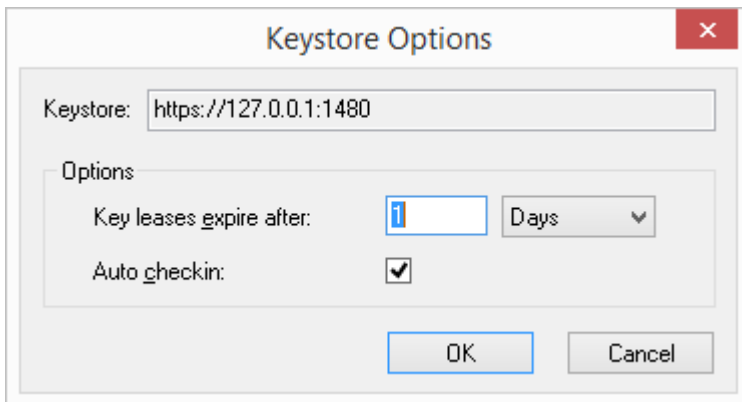 Keystore Options
Keystore: https://127.0.0.1:1480
Options
Key leases expire after: 1 Days
Auto checkin:
OK Cancel